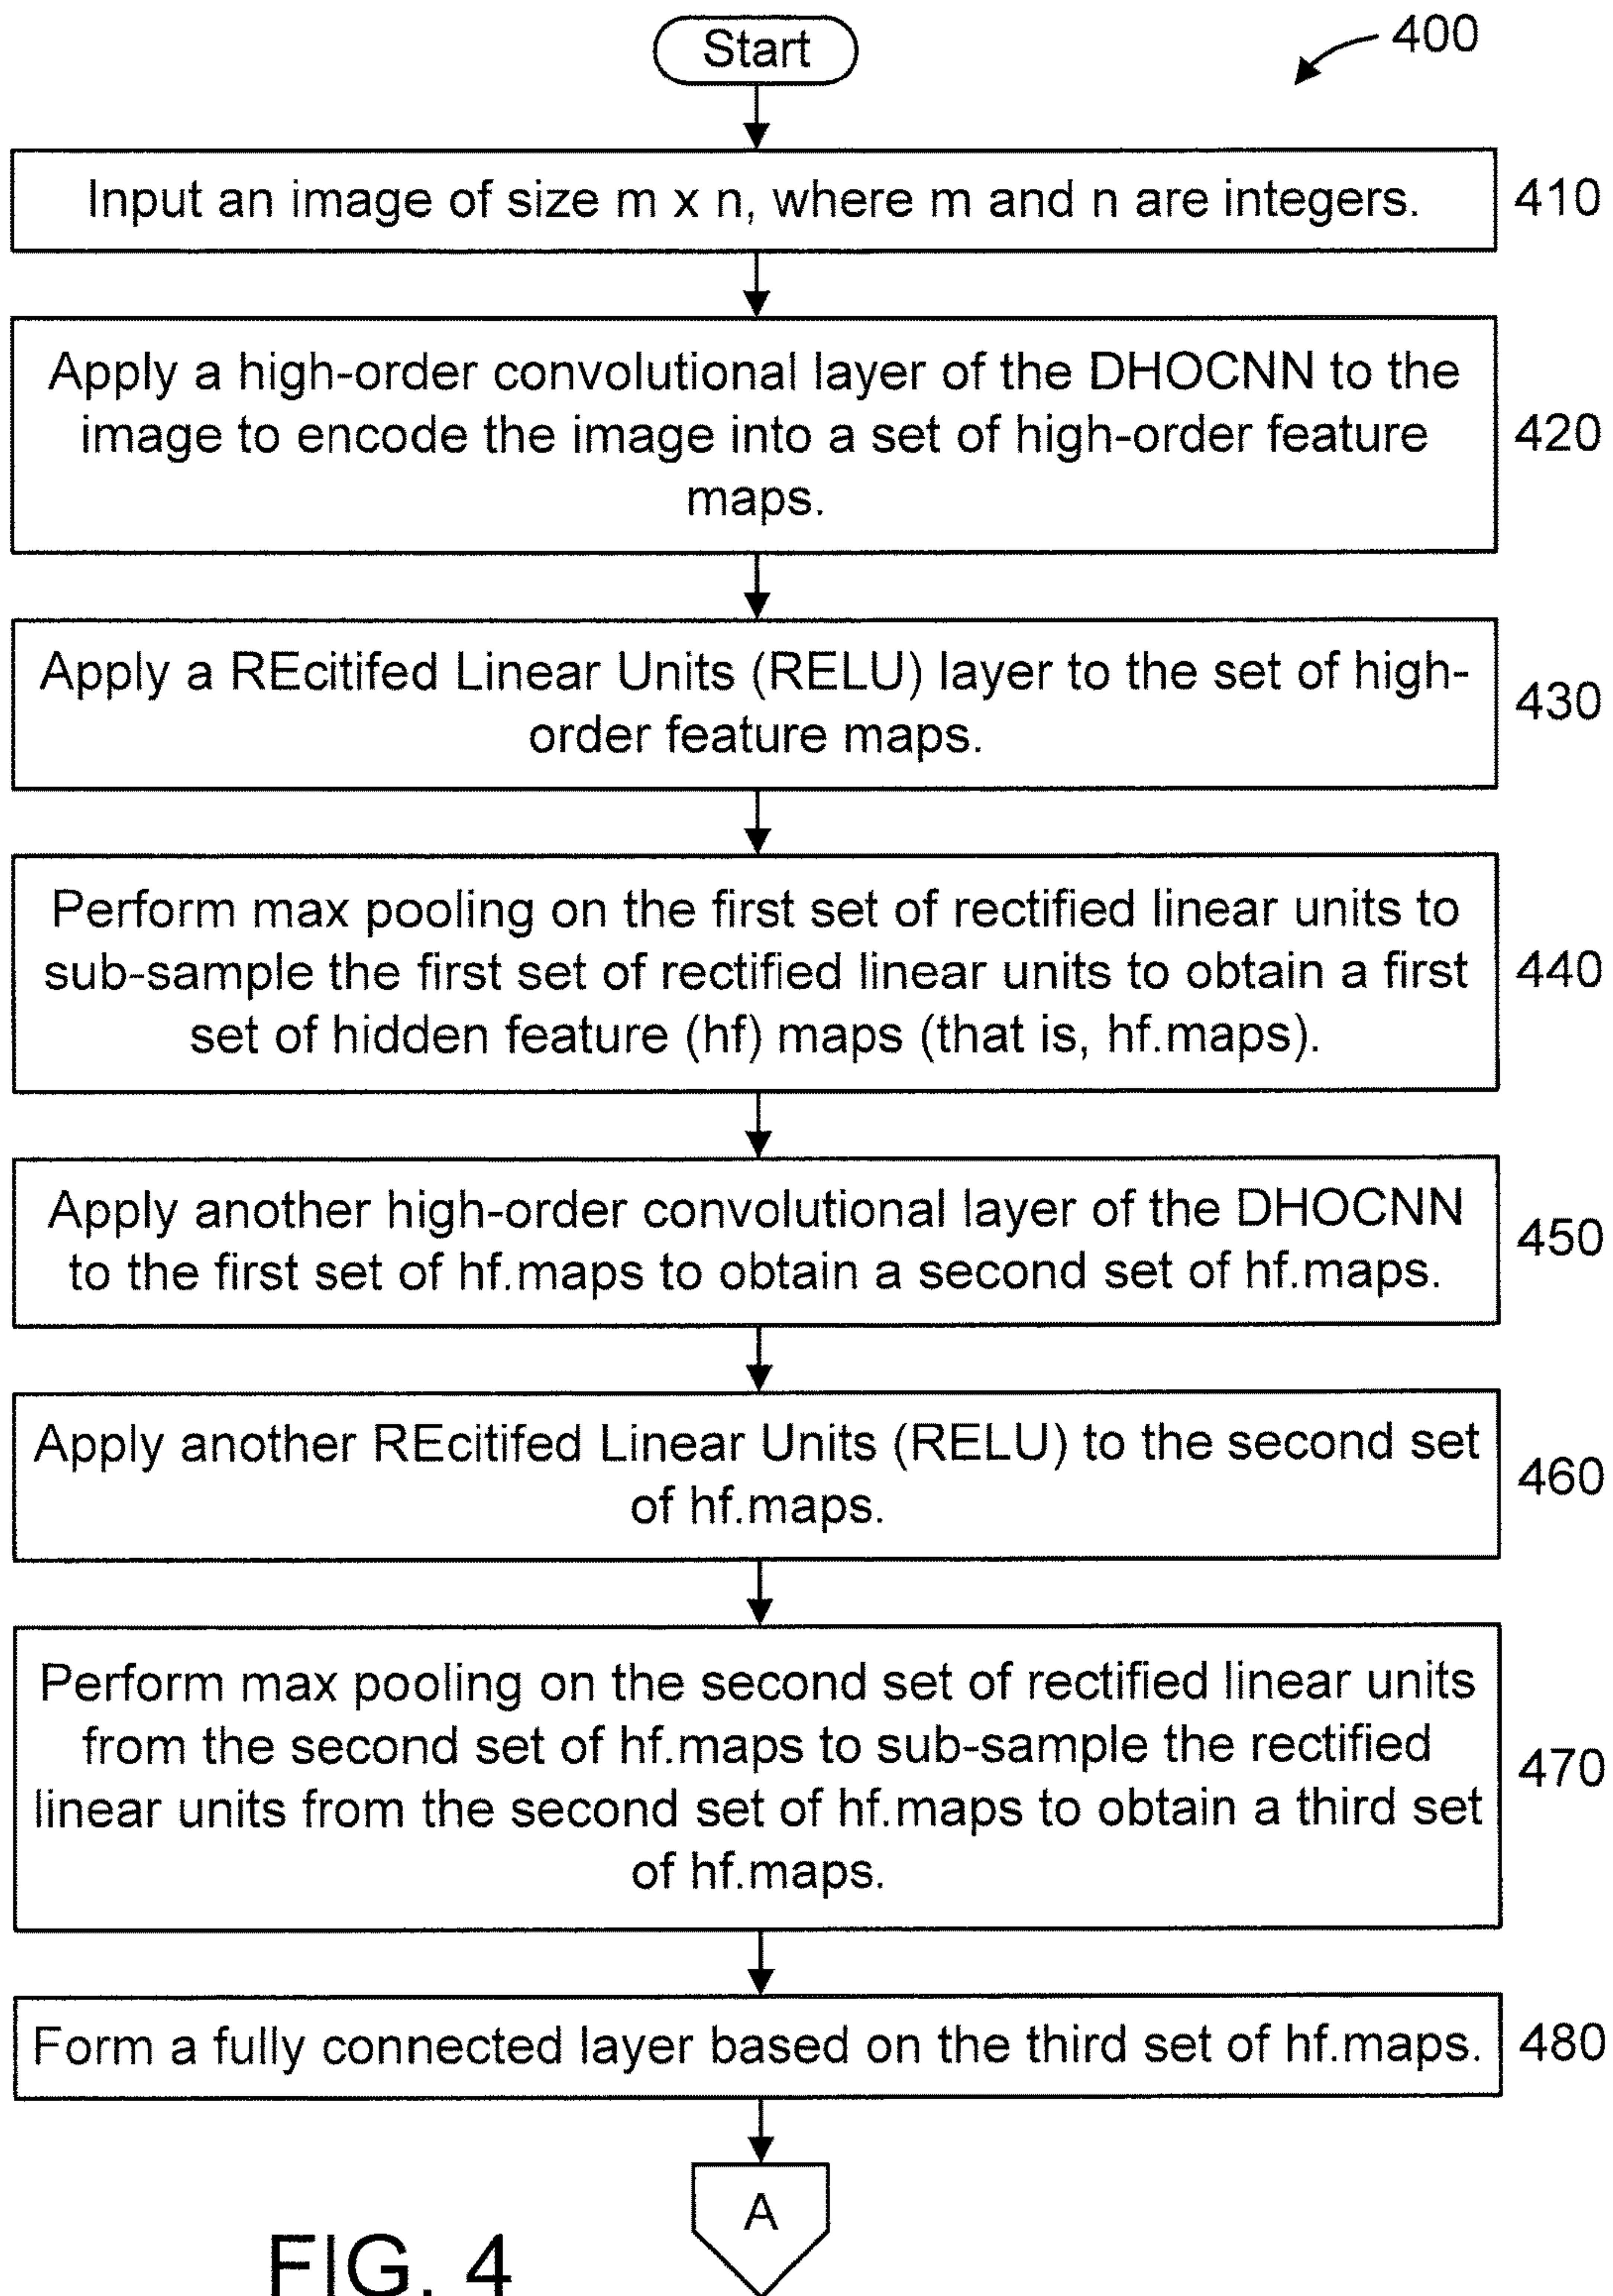 Start
400
Input an image of size m x n, where m and n are integers.
410
Apply a high-order convolutional layer of the DHOCNN to the
image to encode the image into a set of high-order feature
maps.
420
Apply a REcitifed Linear Units (RELU) layer to the set of high-
order feature maps.
430
Perform max pooling on the first set of rectified linear units to
sub-sample the first set of rectified linear units to obtain a first
set of hidden feature (hf) maps (that is, hf.maps).
440
Apply another high-order convolutional layer of the DHOCNN
to the first set of hf.maps to obtain a second set of hf.maps.
450
Apply another REcitifed Linear Units (RELU) to the second set
of hf.maps.
460
Perform max pooling on the second set of rectified linear units
from the second set of hf.maps to sub-sample the rectified
linear units from the second set of hf.maps to obtain a third set
of hf.maps.
470
Form a fully connected layer based on the third set of hf.maps.
480
A
FIG. 4